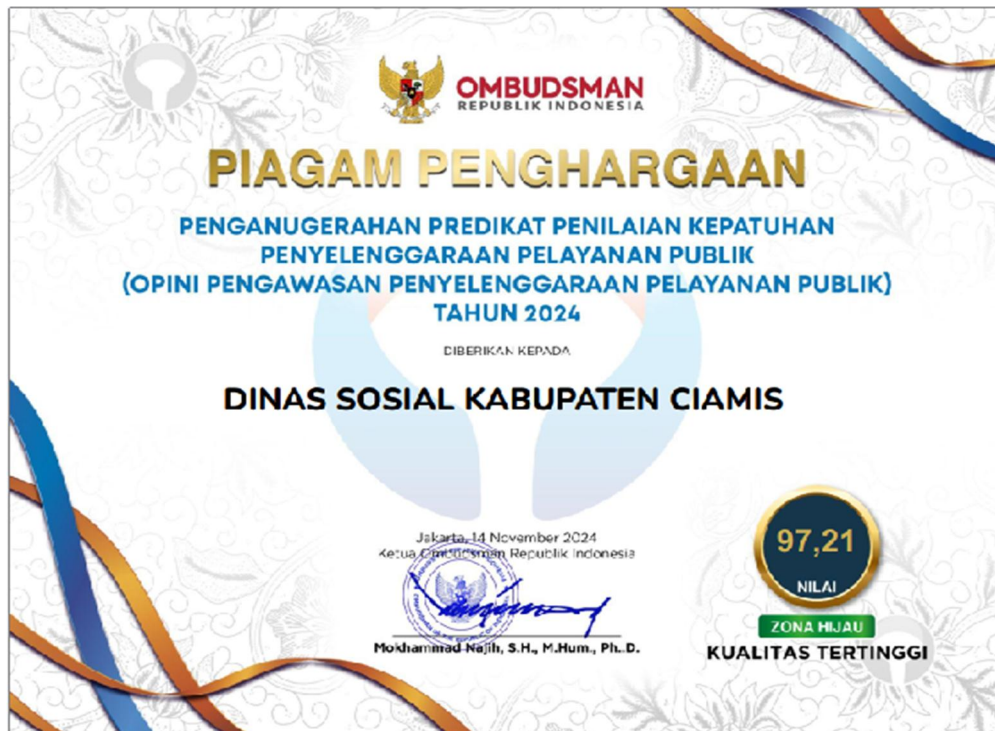 OMBUDSMAN
REPUBLIK INDONESIA
PIAGAM PENGHARGAAN
PENGANUGERAHAN PREDIKAT PENILAIAN KEPATUHAN
PENYELENGGARAAN PELAYANAN PUBLIK
(OPINI PENGAWASAN PENYELENGGARAAN PELAYANAN PUBLIK)
TAHUN 2024
DIBERIKAN KEPADA
DINAS SOSIAL KABUPATEN CIAMIS
Jakarta, 14 November 2024
Ketua Ombudsman Republik Indonesia
Mokhammad Najih, S.H., M.Hum., Ph.D.
97,21
NILAI
ZONA HIJAU
KUALITAS TERTINGGI